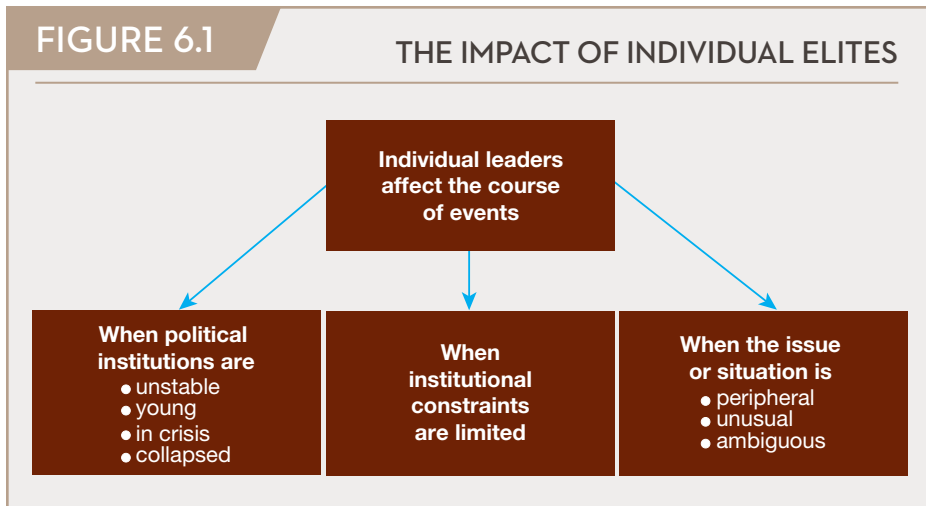 FIGURE 6.1
THE IMPACT OF INDIVIDUAL ELITES
Individual leaders
affect the course
of events
When political
institutions are
• unstable
• young
• in crisis
• collapsed
When
institutional
constraints
are limited
When the issue
or situation is
• peripheral
• unusual
• ambiguous